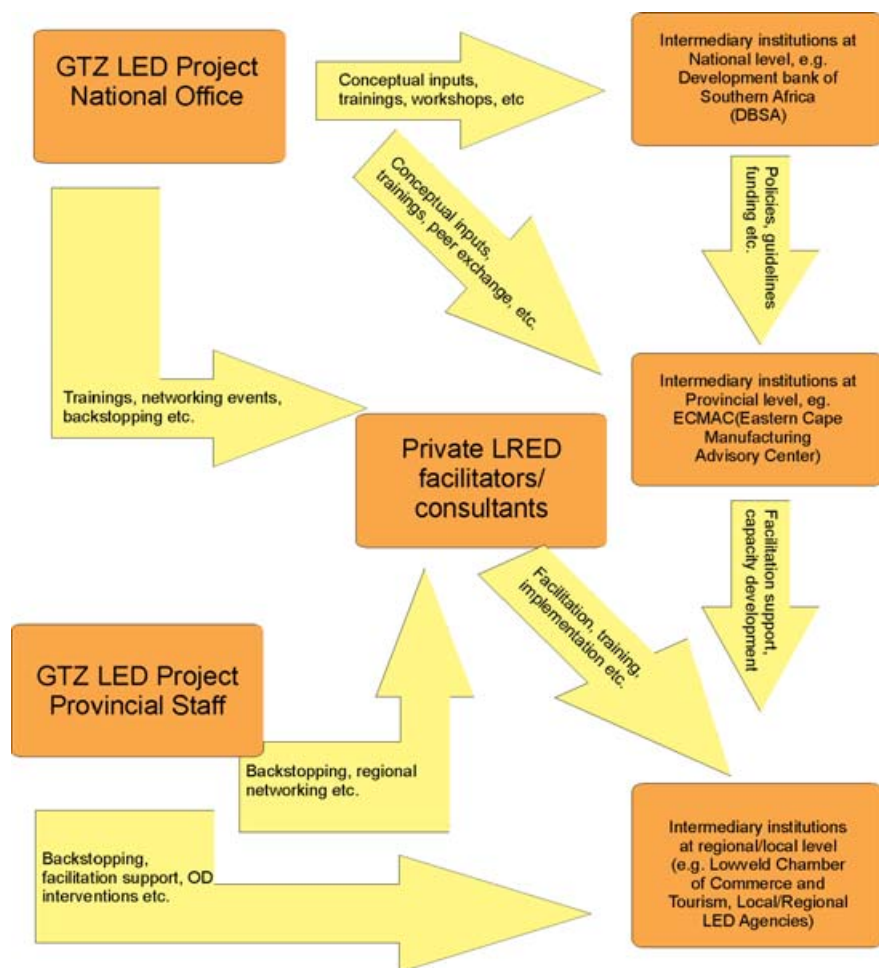 GTZ LED Project
National Office
Conceptual inputs,
trainings, workshops, etc
Intermediary institutions at
National level, e.g.
Development bank of
Southern Africa
(DBSA)
Conceptual inputs,
trainings, peer exchange, etc.
Policies, guidelines
funding etc.
Trainings, networking events,
backstopping etc.
Intermediary institutions at
Provincial level, eg.
ECMAC(Eastern Cape
Manufacturing
Advisory Center)
Private LRED
facilitators/
consultants
Facilitation, training.
implementation etc.
Facilitation support,
capacity development
GTZ LED Project
Provincial Staff
Backstopping, regional
networking etc.
Backstopping,
facilitation support, OD
interventions etc.
Intermediary institutions
at regional/local level
(e.g. Lowveld Chamber
of Commerce and
Tourism, Local/Regional
LED Agencies)